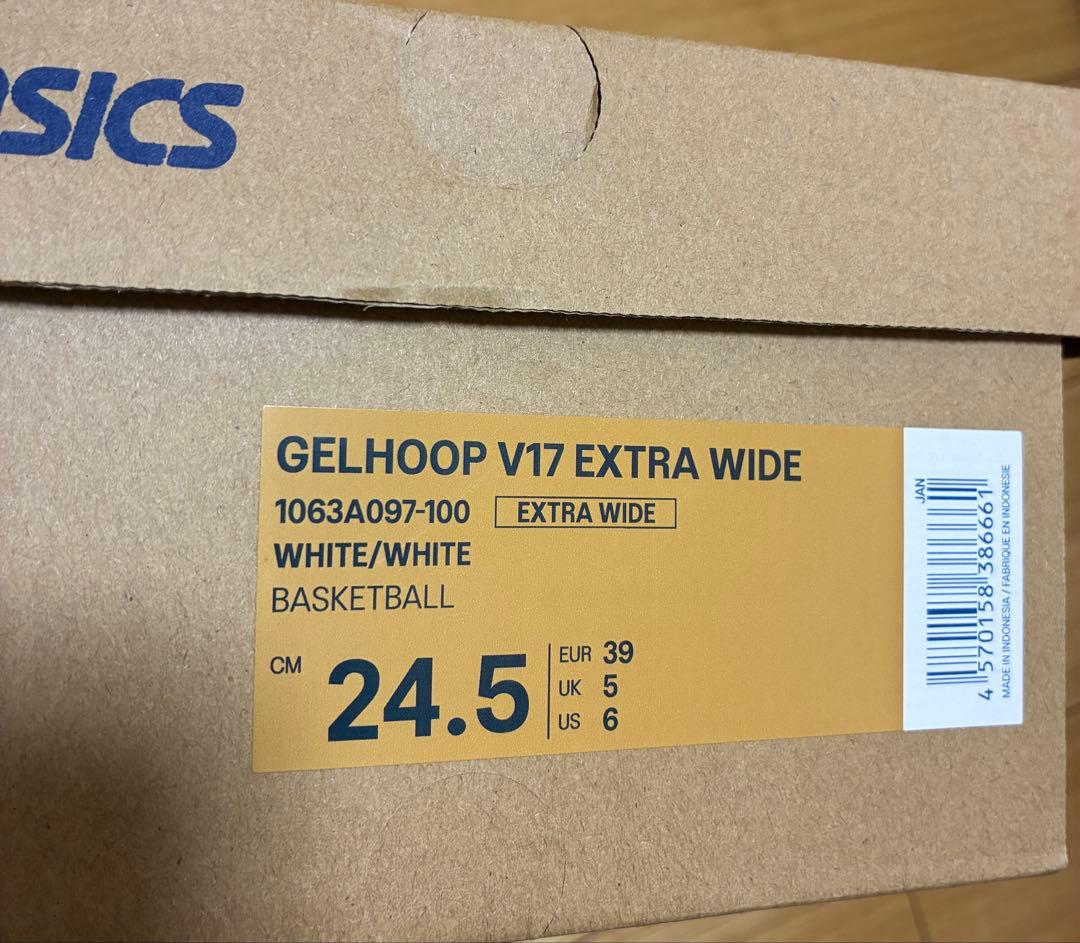 ASICS
GELHOOP V17 EXTRA WIDE
1063A097-100 EXTRA WIDE
WHITE/WHITE
BASKETBALL
CM 24.5
EUR 39
UK 5
US 6
JAN
4 570158 386661
MADE IN INDONESIA / FABRIQUE EN INDONESIE